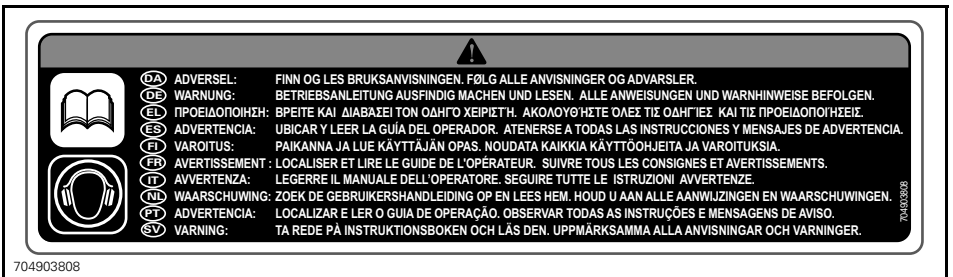 DA ADVERSEL: FINN OG LES BRUKSANVISNINGEN. FØLG ALLE ANVISNINGER OG ADVARSLER.
DE WARNUNG: BETRIEBSANLEITUNG AUSFINDIG MACHEN UND LESEN. ALLE ANWEISUNGEN UND WARNHINWEISE BEFOLGEN.
EL ΠΡΟΕΙΔΟΠΟΙΗΣΗ: ΒΡΕΙΤΕ ΚΑΙ ΔΙΑΒΆΣΕΙ ΤΟΝ ΟΔΗΓΌ ΧΕΙΡΙΣΤΉ. ΑΚΟΛΟΥΘΉΣΤΕ ΌΛΕΣ ΤΙΣ ΟΔΗΓΊΕΣ ΚΑΙ ΤΙΣ ΠΡΟΕΙΔΟΠΟΙΉΣΕΙΣ.
ES ADVERTENCIA: UBICAR Y LEER LA GUÍA DEL OPERADOR. ATENERSE A TODAS LAS INSTRUCCIONES Y MENSAJES DE ADVERTENCIA.
FI VAROITUS: PAIKANNA JA LUE KÄYTTÄJÄN OPAS. NOUDATA KAIKKIA KÄYTTÖOHJEITA JA VAROITUKSIA.
FR AVERTISSEMENT : LOCALISER ET LIRE LE GUIDE DE L'OPÉRATEUR. SUIVRE TOUS LES CONSIGNES ET AVERTISSEMENTS.
IT AVVERTENZA: LEGERRE IL MANUALE DELL'OPERATORE. SEGUIRE TUTTE LE ISTRUZIONI AVVERTENZE.
NL WAARSCHUWING: ZOEK DE GEBRUIKERSHANDLEIDING OP EN LEES HEM. HOUD U AAN ALLE AANWIJZINGEN EN WAARSCHUWINGEN.
PT ADVERTENCIA: LOCALIZAR E LER O GUIA DE OPERAÇÃO. OBSERVAR TODAS AS INSTRUÇÕES E MENSAGENS DE AVISO.
SV VARNING: TA REDE PÅ INSTRUKTIONSBOKEN OCH LÄS DEN. UPPMÄRKSAMMA ALLA ANVISNINGAR OCH VARNINGER.
704903808
704903808